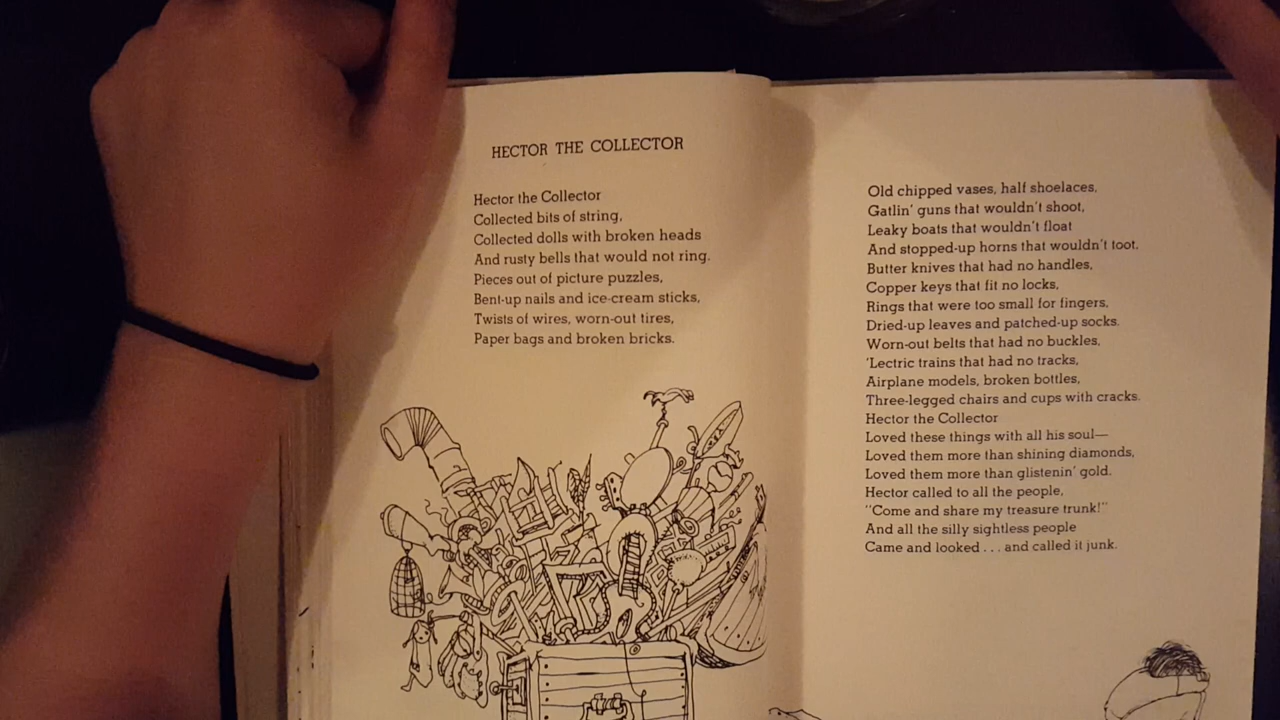 HECTOR THE COLLECTOR
Hector the Collector
Collected bits of string,
Collected dolls with broken heads
And rusty bells that would not ring.
Pieces out of picture puzzles,
Bent-up nails and ice-cream sticks,
Twists of wires, worn-out tires,
Paper bags and broken bricks.
Old chipped vases, half shoelaces,
Gatlin' guns that wouldn't shoot,
Leaky boats that wouldn't float
And stopped-up horns that wouldn't toot.
Butter knives that had no handles,
Copper keys that fit no locks,
Rings that were too small for fingers,
Dried-up leaves and patched-up socks.
Worn-out belts that had no buckles,
'Lectric trains that had no tracks,
Airplane models, broken bottles,
Three-legged chairs and cups with cracks.
Hector the Collector
Loved these things with all his soul—
Loved them more than shining diamonds,
Loved them more than glistenin' gold.
Hector called to all the people,
"Come and share my treasure trunk!"
And all the silly sightless people
Came and looked . . . and called it junk.